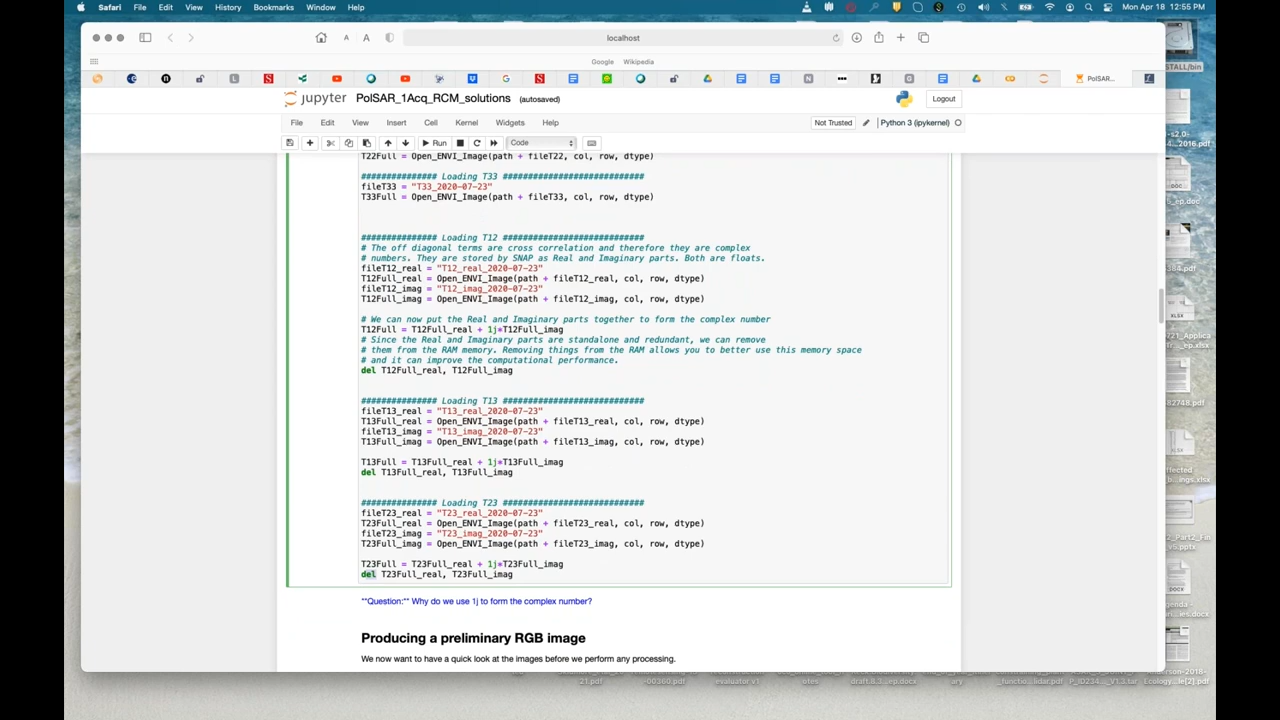 Safari File Edit View History Bookmarks Window Help Mon Apr 18 12:55 PM
localhost
Google Wikipedia
PolSAR...
jupyter PolSAR_1Acq_RCM_solutions (autosaved) Logout
File Edit View Insert Cell Kernel Widgets Help Not Trusted Python 3 (ipykernel)
Run Code
T22Full = Open_ENVI_Image(path + fileT22, col, row, dtype)
############### Loading T33 ############################
fileT33 = "T33_2020-07-23"
T33Full = Open_ENVI_Image(path + fileT33, col, row, dtype)
############### Loading T12 ############################
# The off diagonal terms are cross correlation and therefore they are complex
# numbers. They are stored by SNAP as Real and Imaginary parts. Both are floats.
fileT12_real = "T12_real_2020-07-23"
T12Full_real = Open_ENVI_Image(path + fileT12_real, col, row, dtype)
fileT12_imag = "T12_imag_2020-07-23"
T12Full_imag = Open_ENVI_Image(path + fileT12_imag, col, row, dtype)
# We can now put the Real and Imaginary parts together to form the complex number
T12Full = T12Full_real + 1j*T12Full_imag
# Since the Real and Imaginary parts are standalone and redundant, we can remove
# them from the RAM memory. Removing things from the RAM allows you to better use this memory space
# and it can improve the computational performance.
del T12Full_real, T12Full_imag
############### Loading T13 ############################
fileT13_real = "T13_real_2020-07-23"
T13Full_real = Open_ENVI_Image(path + fileT13_real, col, row, dtype)
fileT13_imag = "T13_imag_2020-07-23"
T13Full_imag = Open_ENVI_Image(path + fileT13_imag, col, row, dtype)
T13Full = T13Full_real + 1j*T13Full_imag
del T13Full_real, T13Full_imag
############### Loading T23 ############################
fileT23_real = "T23_real_2020-07-23"
T23Full_real = Open_ENVI_Image(path + fileT23_real, col, row, dtype)
fileT23_imag = "T23_imag_2020-07-23"
T23Full_imag = Open_ENVI_Image(path + fileT23_imag, col, row, dtype)
T23Full = T23Full_real + 1j*T23Full_imag
del T23Full_real, T23Full_imag
**Question:** Why do we use 1j to form the complex number?
Producing a preliminary RGB image
We now want to have a quick look at the images before we perform any processing.